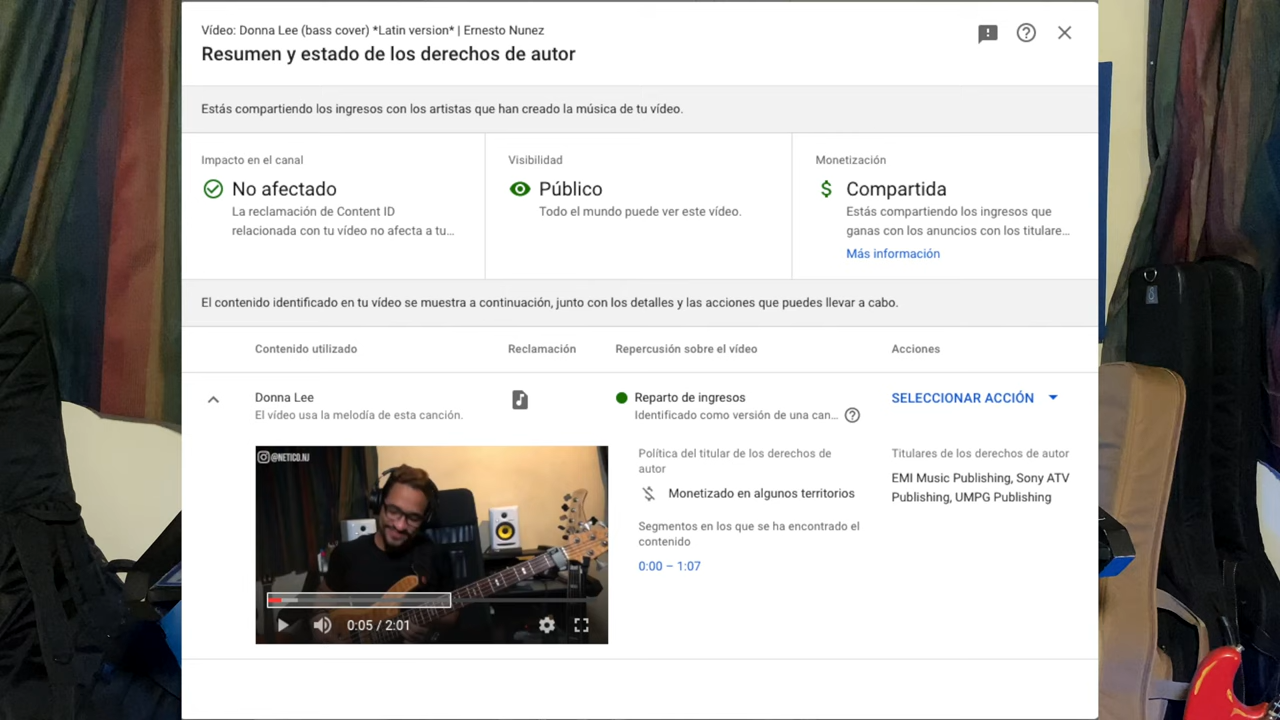 Vídeo: Donna Lee (bass cover) *Latin version* | Ernesto Nunez
Resumen y estado de los derechos de autor
Estás compartiendo los ingresos con los artistas que han creado la música de tu vídeo.
Impacto en el canal
No afectado
La reclamación de Content ID
relacionada con tu vídeo no afecta a tu...
Visibilidad
Público
Todo el mundo puede ver este vídeo.
Monetización
Compartida
Estás compartiendo los ingresos que
ganas con los anuncios con los titulare...
Más información
El contenido identificado en tu vídeo se muestra a continuación, junto con los detalles y las acciones que puedes llevar a cabo.
Contenido utilizado
Reclamación
Repercusión sobre el vídeo
Acciones
Donna Lee
El vídeo usa la melodía de esta canción.
Reparto de ingresos
Identificado como versión de una can...
SELECCIONAR ACCIÓN
@NETICO.NJ
0:05 / 2:01
Política del titular de los derechos de
autor
Monetizado en algunos territorios
Segmentos en los que se ha encontrado el
contenido
0:00 – 1:07
Titulares de los derechos de autor
EMI Music Publishing, Sony ATV
Publishing, UMPG Publishing